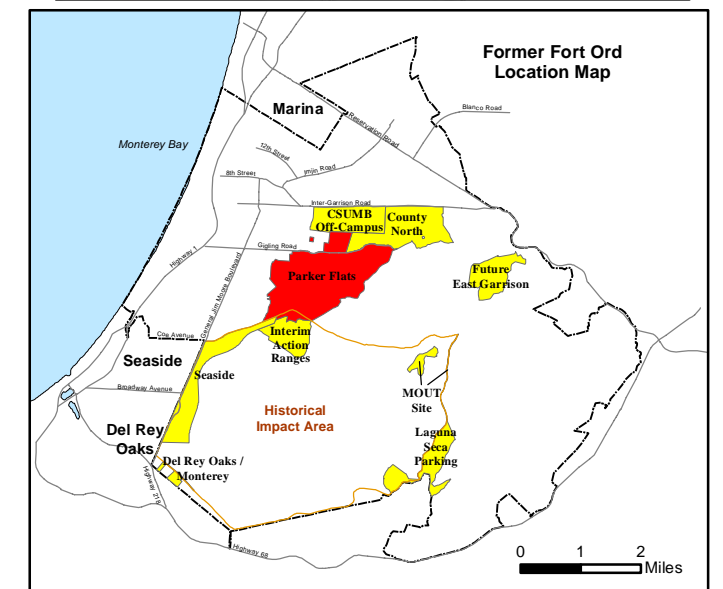 Former Fort Ord
Location Map
Marina
Blanco Road
Reservation Road
Monterey Bay
12th Street
Imjin Road
8th Street
Inter-Garrison Road
CSUMB
Off-Campus
County
North
Gigling Road
Highway 1
General Jim Moore Boulevard
Parker Flats
Future
East Garrison
Coe Avenue
Interim
Action
Ranges
Seaside
Seaside
Broadway Avenue
MOUT
Site
Historical
Impact Area
Del Rey
Oaks
Laguna
Seca
Parking
Del Rey Oaks /
Monterey
Highway 218
Highway 68
0 1 2
Miles